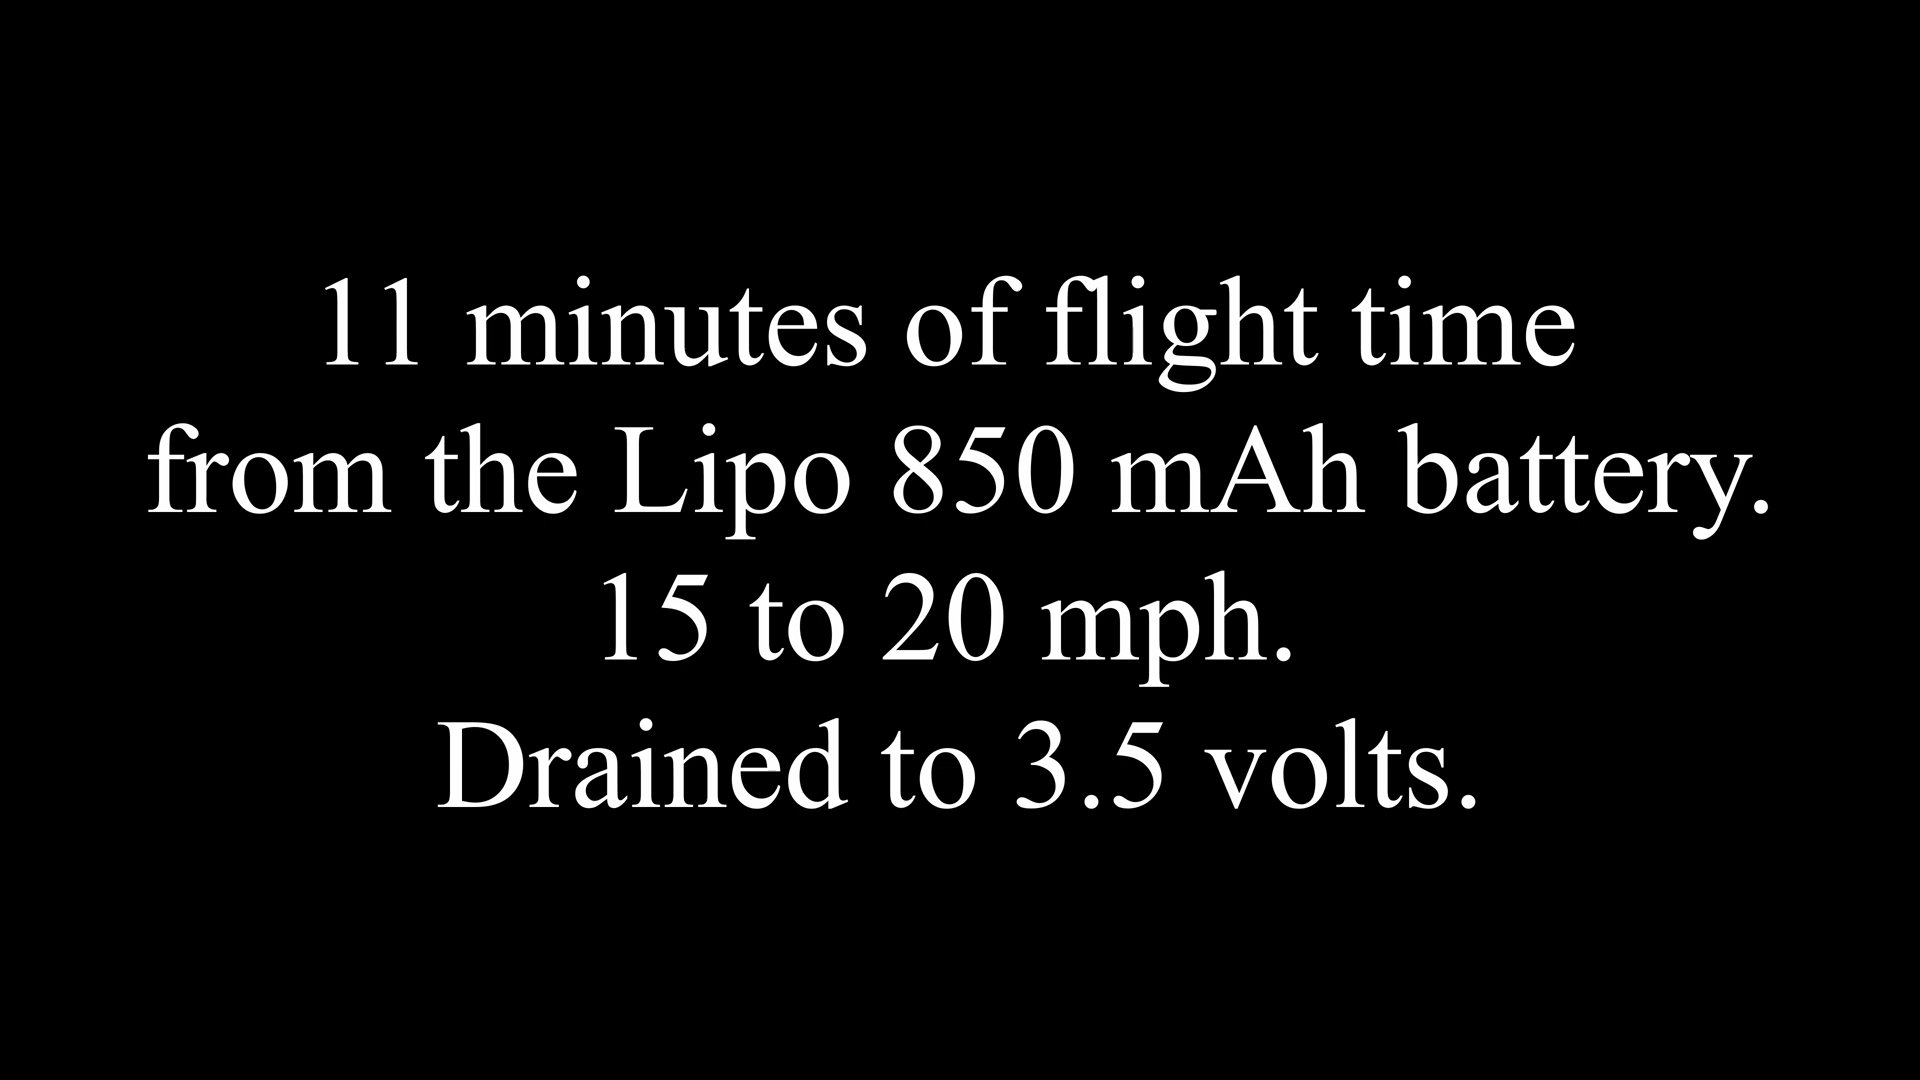 11 minutes of flight time
from the Lipo 850 mAh battery.
15 to 20 mph.
Drained to 3.5 volts.